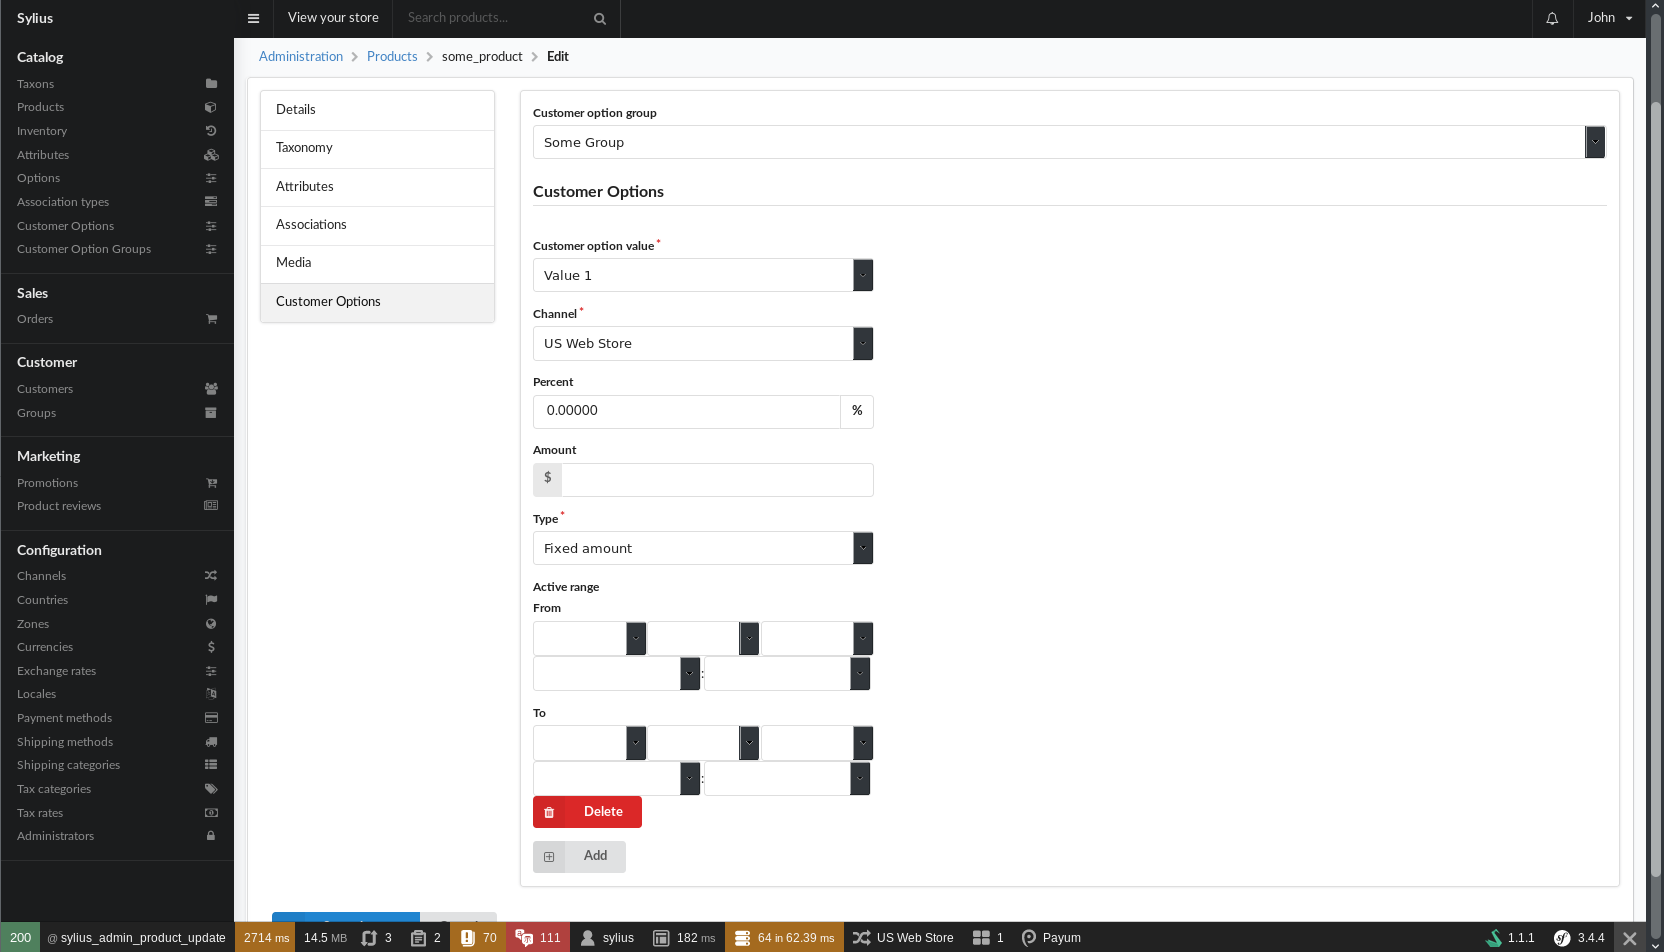 Sylius
View your store
Search products...
John
Catalog
Taxons
Products
Inventory
Attributes
Options
Association types
Customer Options
Customer Option Groups
Sales
Orders
Customer
Customers
Groups
Marketing
Promotions
Product reviews
Configuration
Channels
Countries
Zones
Currencies
Exchange rates
Locales
Payment methods
Shipping methods
Shipping categories
Tax categories
Tax rates
Administrators
Administration > Products > some_product > Edit
Details
Taxonomy
Attributes
Associations
Media
Customer Options
Customer option group
Some Group
Customer Options
Customer option value *
Value 1
Channel *
US Web Store
Percent
0.00000 %
Amount
$
Type *
Fixed amount
Active range
From
:
To
:
Delete
Add
200 @ sylius_admin_product_update 2714 ms 14.5 MB 3 2 70 111 sylius 182 ms 64 in 62.39 ms US Web Store 1 Payum 1.1.1 3.4.4